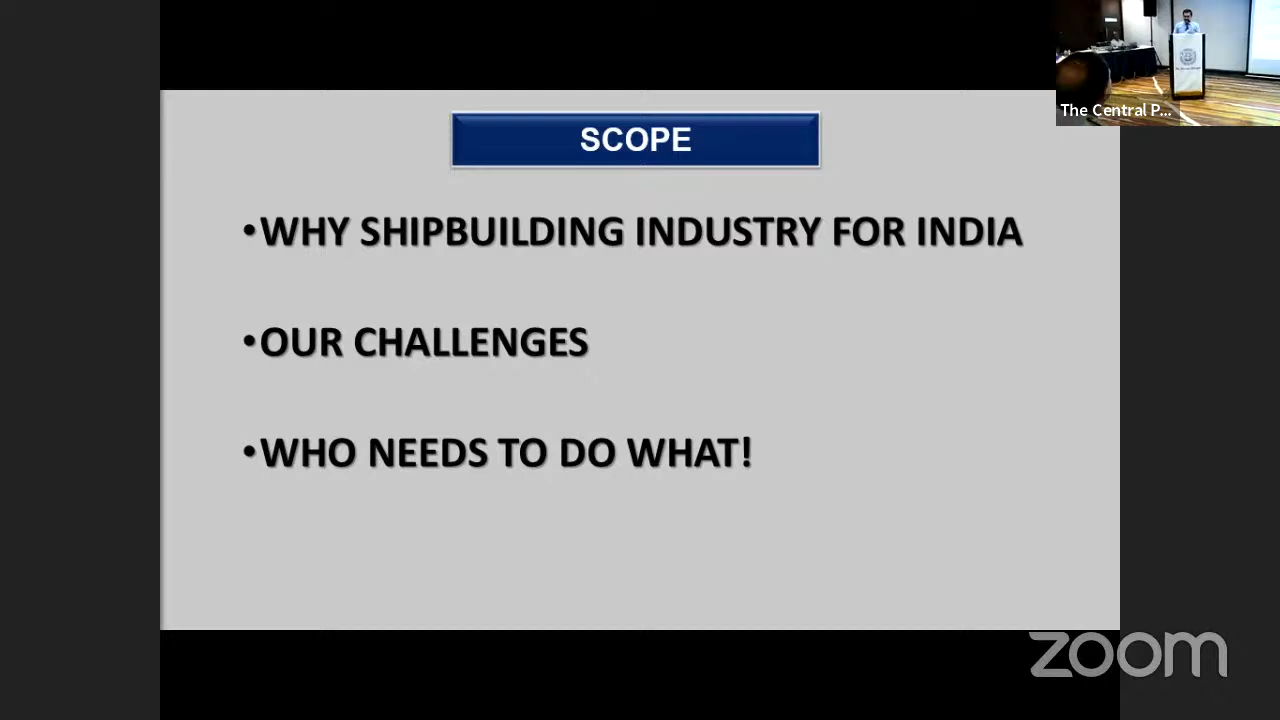 The Central P...
SCOPE
•WHY SHIPBUILDING INDUSTRY FOR INDIA
•OUR CHALLENGES
•WHO NEEDS TO DO WHAT!
zoom